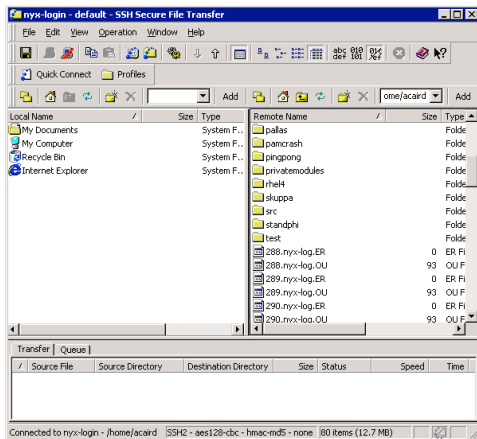 nyx-login - default - SSH Secure File Transfer
File Edit View Operation Window Help
abc def 010 101
Quick Connect Profiles
Add ome/acaird Add
Local Name / Size Type Remote Name / Size Type
My Documents System F..
My Computer System F..
Recycle Bin System F..
Internet Explorer System F..
pallas Folde
pamcrash Folde
pingpong Folde
privatemodules Folde
rhel4 Folde
skuppa Folde
src Folde
standphi Folde
test Folde
288.nyx-log.ER 0 ER Fi
288.nyx-log.OU 93 OU F
289.nyx-log.ER 0 ER Fi
289.nyx-log.OU 93 OU F
290.nyx-log.ER 0 ER Fi
290.nyx-log.OU 93 OU F
Transfer Queue
/ Source File Source Directory Destination Directory Size Status Speed Time
Connected to nyx-login - /home/acaird SSH2 - aes128-cbc - hmac-md5 - none 80 items (12.7 MB)